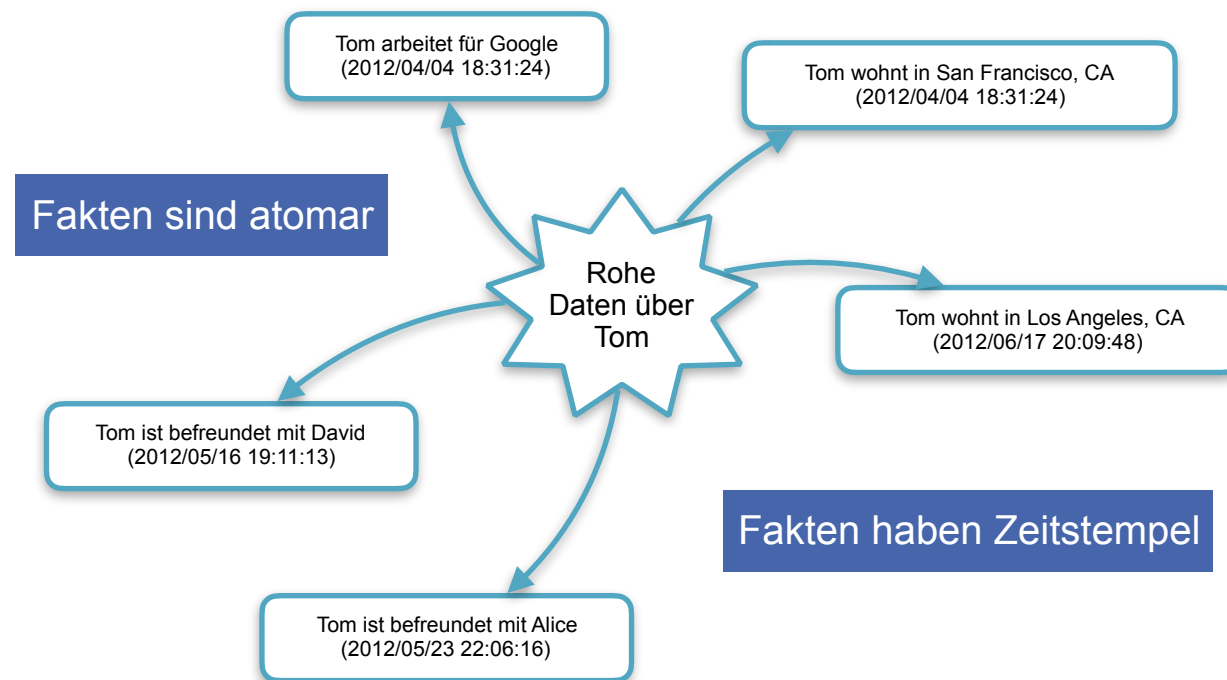 Tom arbeitet für Google
(2012/04/04 18:31:24)
Tom wohnt in San Francisco, CA
(2012/04/04 18:31:24)
Fakten sind atomar
Rohe
Daten über
Tom
Tom wohnt in Los Angeles, CA
(2012/06/17 20:09:48)
Tom ist befreundet mit David
(2012/05/16 19:11:13)
Fakten haben Zeitstempel
Tom ist befreundet mit Alice
(2012/05/23 22:06:16)